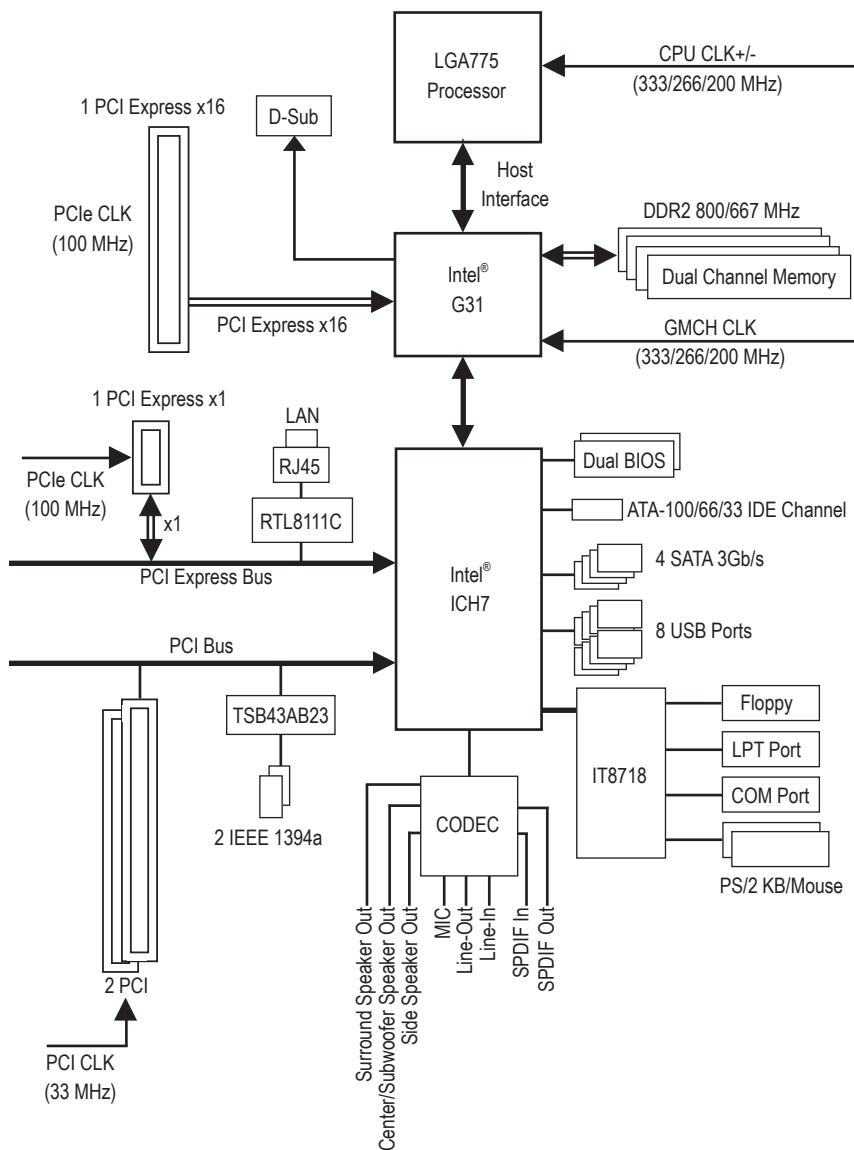 LGA775
Processor
CPU CLK+/-
(333/266/200 MHz)
1 PCI Express x16
D-Sub
Host
Interface
PCIe CLK
(100 MHz)
DDR2 800/667 MHz
Dual Channel Memory
Intel®
G31
PCI Express x16
GMCH CLK
(333/266/200 MHz)
1 PCI Express x1
LAN
RJ45
PCIe CLK
(100 MHz)
x1
RTL8111C
Dual BIOS
ATA-100/66/33 IDE Channel
PCI Express Bus
Intel®
ICH7
4 SATA 3Gb/s
8 USB Ports
PCI Bus
TSB43AB23
2 IEEE 1394a
IT8718
Floppy
LPT Port
COM Port
PS/2 KB/Mouse
CODEC
Surround Speaker Out
Center/Subwoofer Speaker Out
Side Speaker Out
MIC
Line-Out
Line-In
SPDIF In
SPDIF Out
2 PCI
PCI CLK
(33 MHz)